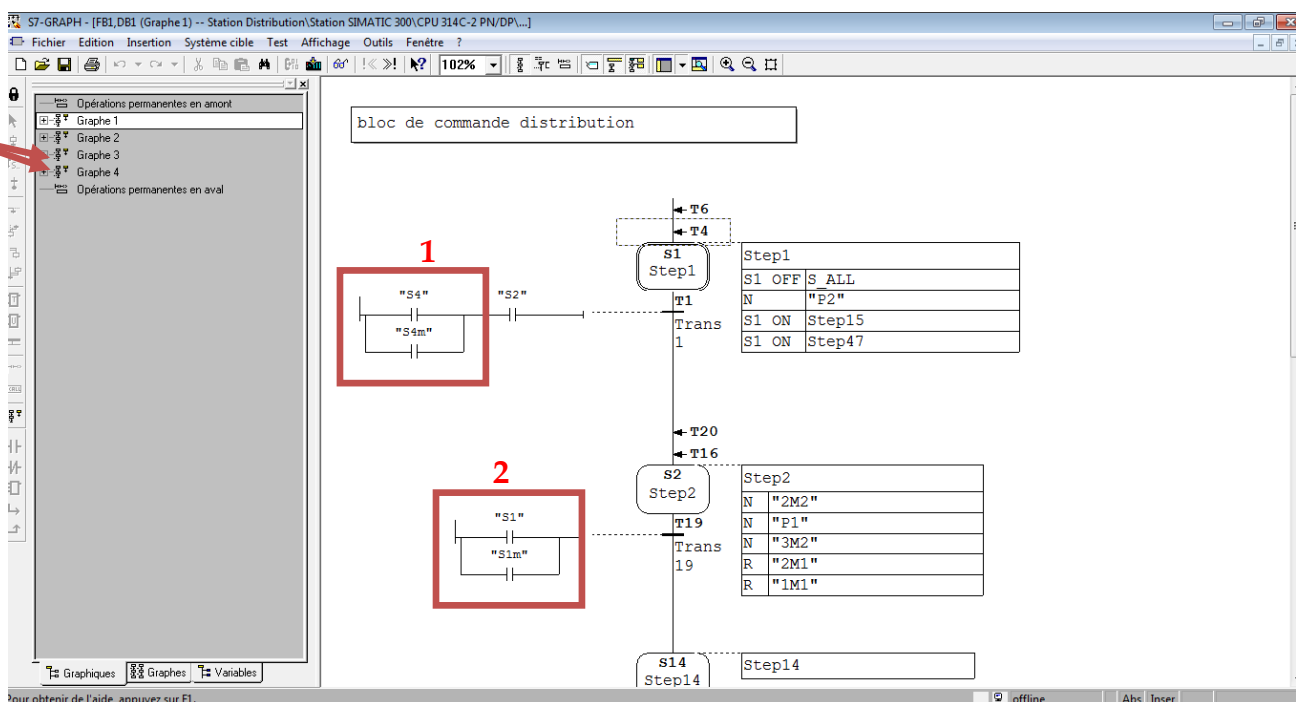 S7-GRAPH - [FB1,DB1 (Graphe 1) -- Station Distribution\Station SIMATIC 300\CPU 314C-2 PN/DP\...]
Fichier Edition Insertion Système cible Test Affichage Outils Fenêtre ?
102%
Opérations permanentes en amont
Graphe 1
Graphe 2
Graphe 3
Graphe 4
Opérations permanentes en aval
bloc de commande distribution
T6
T4
1
S1
Step1
Step1
S1 OFF S_ALL
N "P2"
S1 ON Step15
S1 ON Step47
"S4" "S2"
"S4m"
T1
Trans
1
T20
T16
2
S2
Step2
Step2
N "2M2"
N "P1"
N "3M2"
R "2M1"
R "1M1"
"S1"
"S1m"
T19
Trans
19
S14
Step14
Step14
Graphiques Graphes Variables
Pour obtenir de l'aide, appuyez sur F1.
offline Abs Inser